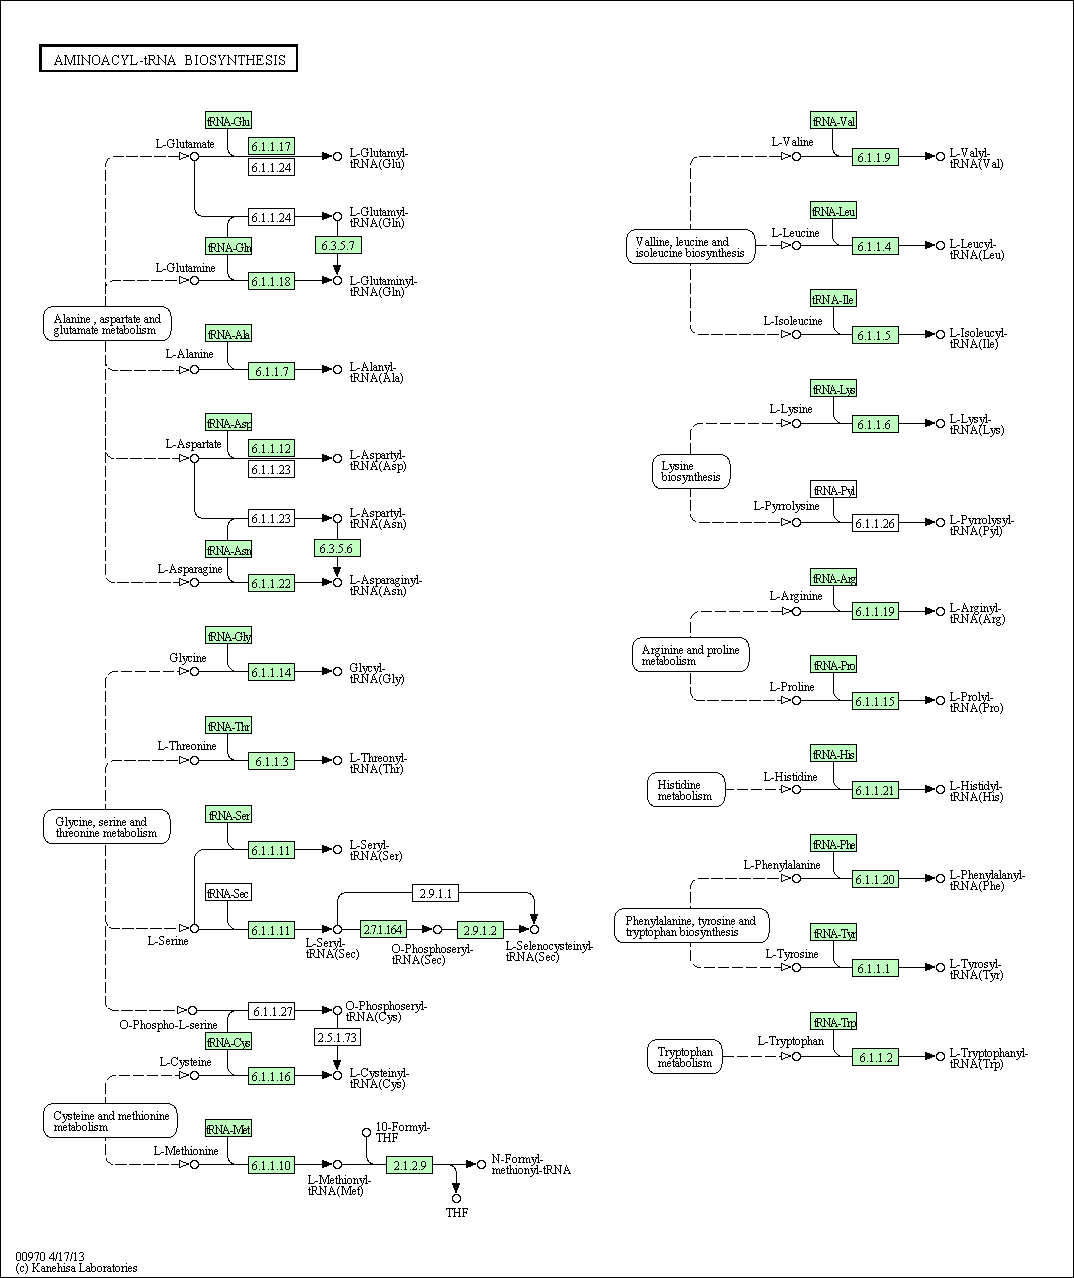 AMINOACYL-tRNA BIOSYNTHESIS
tRNA-Glu
L-Glutamate
6.1.1.17
6.1.1.24
L-Glutamyl-
tRNA(Glu)
6.1.1.24
L-Glutamyl-
tRNA(Gln)
tRNA-Gln
6.3.5.7
L-Glutamine
6.1.1.18
L-Glutaminyl-
tRNA(Gln)
Alanine , aspartate and
glutamate metabolism
tRNA-Ala
L-Alanine
6.1.1.7
L-Alanyl-
tRNA(Ala)
tRNA-Asp
L-Aspartate
6.1.1.12
6.1.1.23
L-Aspartyl-
tRNA(Asp)
6.1.1.23
L-Aspartyl-
tRNA(Asn)
tRNA-Asn
6.3.5.6
L-Asparagine
6.1.1.22
L-Asparaginyl-
tRNA(Asn)
tRNA-Gly
Glycine
6.1.1.14
Glycyl-
tRNA(Gly)
tRNA-Thr
L-Threonine
6.1.1.3
L-Threonyl-
tRNA(Thr)
Glycine, serine and
threonine metabolism
tRNA-Ser
6.1.1.11
L-Seryl-
tRNA(Ser)
tRNA-Sec
2.9.1.1
L-Serine
6.1.1.11
L-Seryl-
tRNA(Sec)
2.7.1.164
O-Phosphoseryl-
tRNA(Sec)
2.9.1.2
L-Selenocysteinyl-
tRNA(Sec)
O-Phospho-L-serine
6.1.1.27
O-Phosphoseryl-
tRNA(Cys)
tRNA-Cys
2.5.1.73
L-Cysteine
6.1.1.16
L-Cysteinyl-
tRNA(Cys)
Cysteine and methionine
metabolism
tRNA-Met
L-Methionine
6.1.1.10
L-Methionyl-
tRNA(Met)
10-Formyl-
THF
2.1.2.9
N-Formyl-
methionyl-tRNA
THF
tRNA-Val
L-Valine
6.1.1.9
L-Valyl-
tRNA(Val)
tRNA-Leu
Valline, leucine and
isoleucine biosynthesis
L-Leucine
6.1.1.4
L-Leucyl-
tRNA(Leu)
tRNA-Ile
L-Isoleucine
6.1.1.5
L-Isoleucyl-
tRNA(Ile)
tRNA-Lys
L-Lysine
6.1.1.6
L-Lysyl-
tRNA(Lys)
Lysine
biosynthesis
tRNA-Pyl
L-Pyrrolysine
6.1.1.26
L-Pyrrolysyl-
tRNA(Pyl)
tRNA-Arg
L-Arginine
6.1.1.19
L-Arginyl-
tRNA(Arg)
Arginine and proline
metabolism
tRNA-Pro
L-Proline
6.1.1.15
L-Prolyl-
tRNA(Pro)
tRNA-His
Histidine
metabolism
L-Histidine
6.1.1.21
L-Histidyl-
tRNA(His)
tRNA-Phe
L-Phenylalanine
6.1.1.20
L-Phenylalanyl-
tRNA(Phe)
Phenylalanine, tyrosine and
tryptophan biosynthesis
tRNA-Tyr
L-Tyrosine
6.1.1.1
L-Tyrosyl-
tRNA(Tyr)
tRNA-Trp
Tryptophan
metabolism
L-Tryptophan
6.1.1.2
L-Tryptophanyl-
tRNA(Trp)
00970 4/17/13
(c) Kanehisa Laboratories